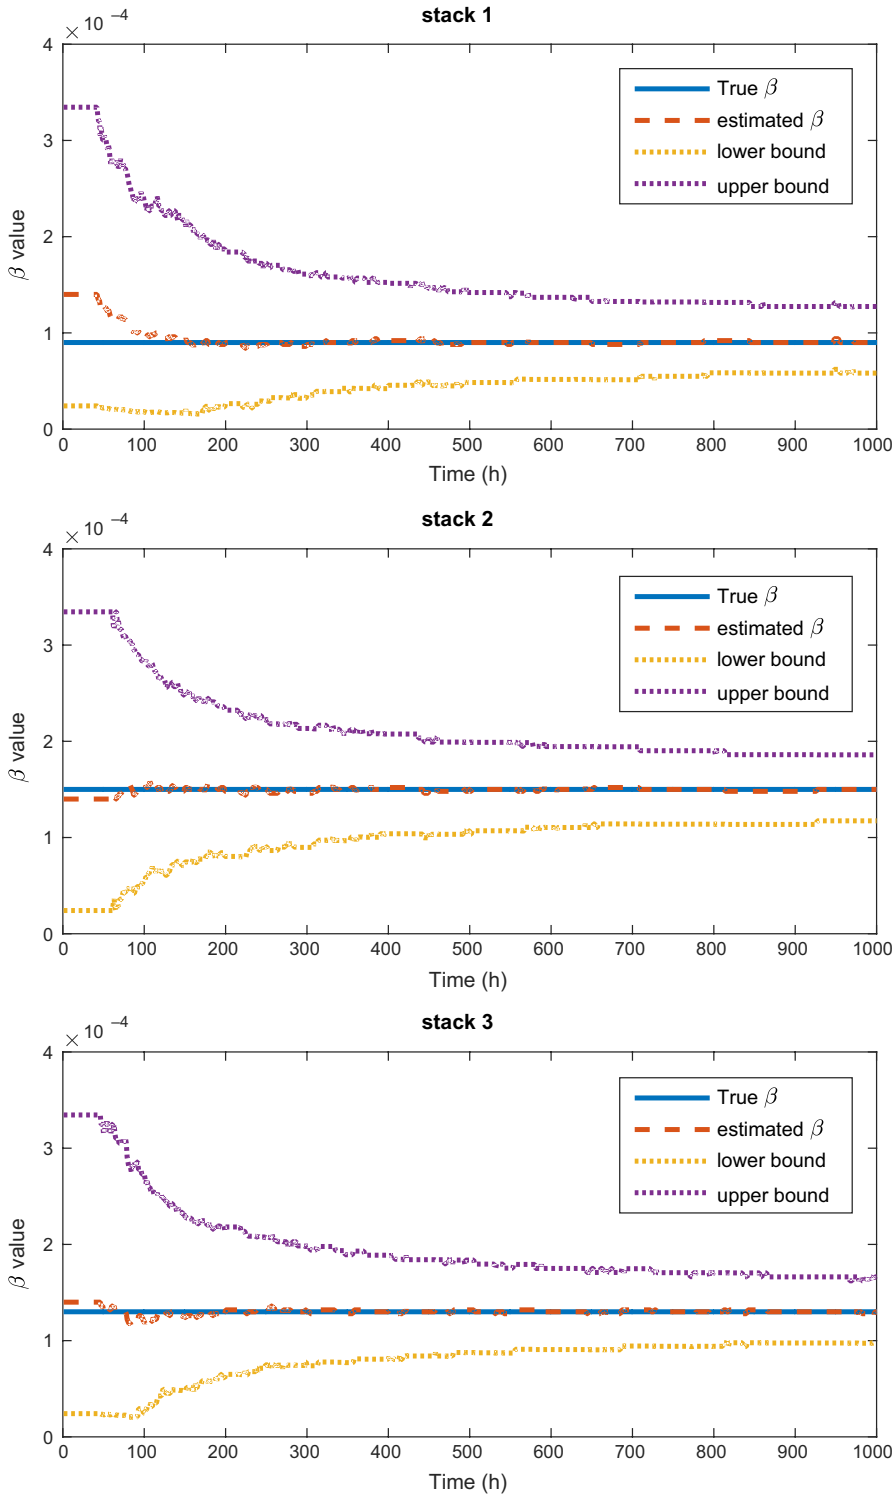 stack 1
× 10 −4
4
3
2
1
0
β value
0 100 200 300 400 500 600 700 800 900 1000
Time (h)
True β
estimated β
lower bound
upper bound
stack 2
× 10 −4
4
3
2
1
0
β value
0 100 200 300 400 500 600 700 800 900 1000
Time (h)
True β
estimated β
lower bound
upper bound
stack 3
× 10 −4
4
3
2
1
0
β value
0 100 200 300 400 500 600 700 800 900 1000
Time (h)
True β
estimated β
lower bound
upper bound